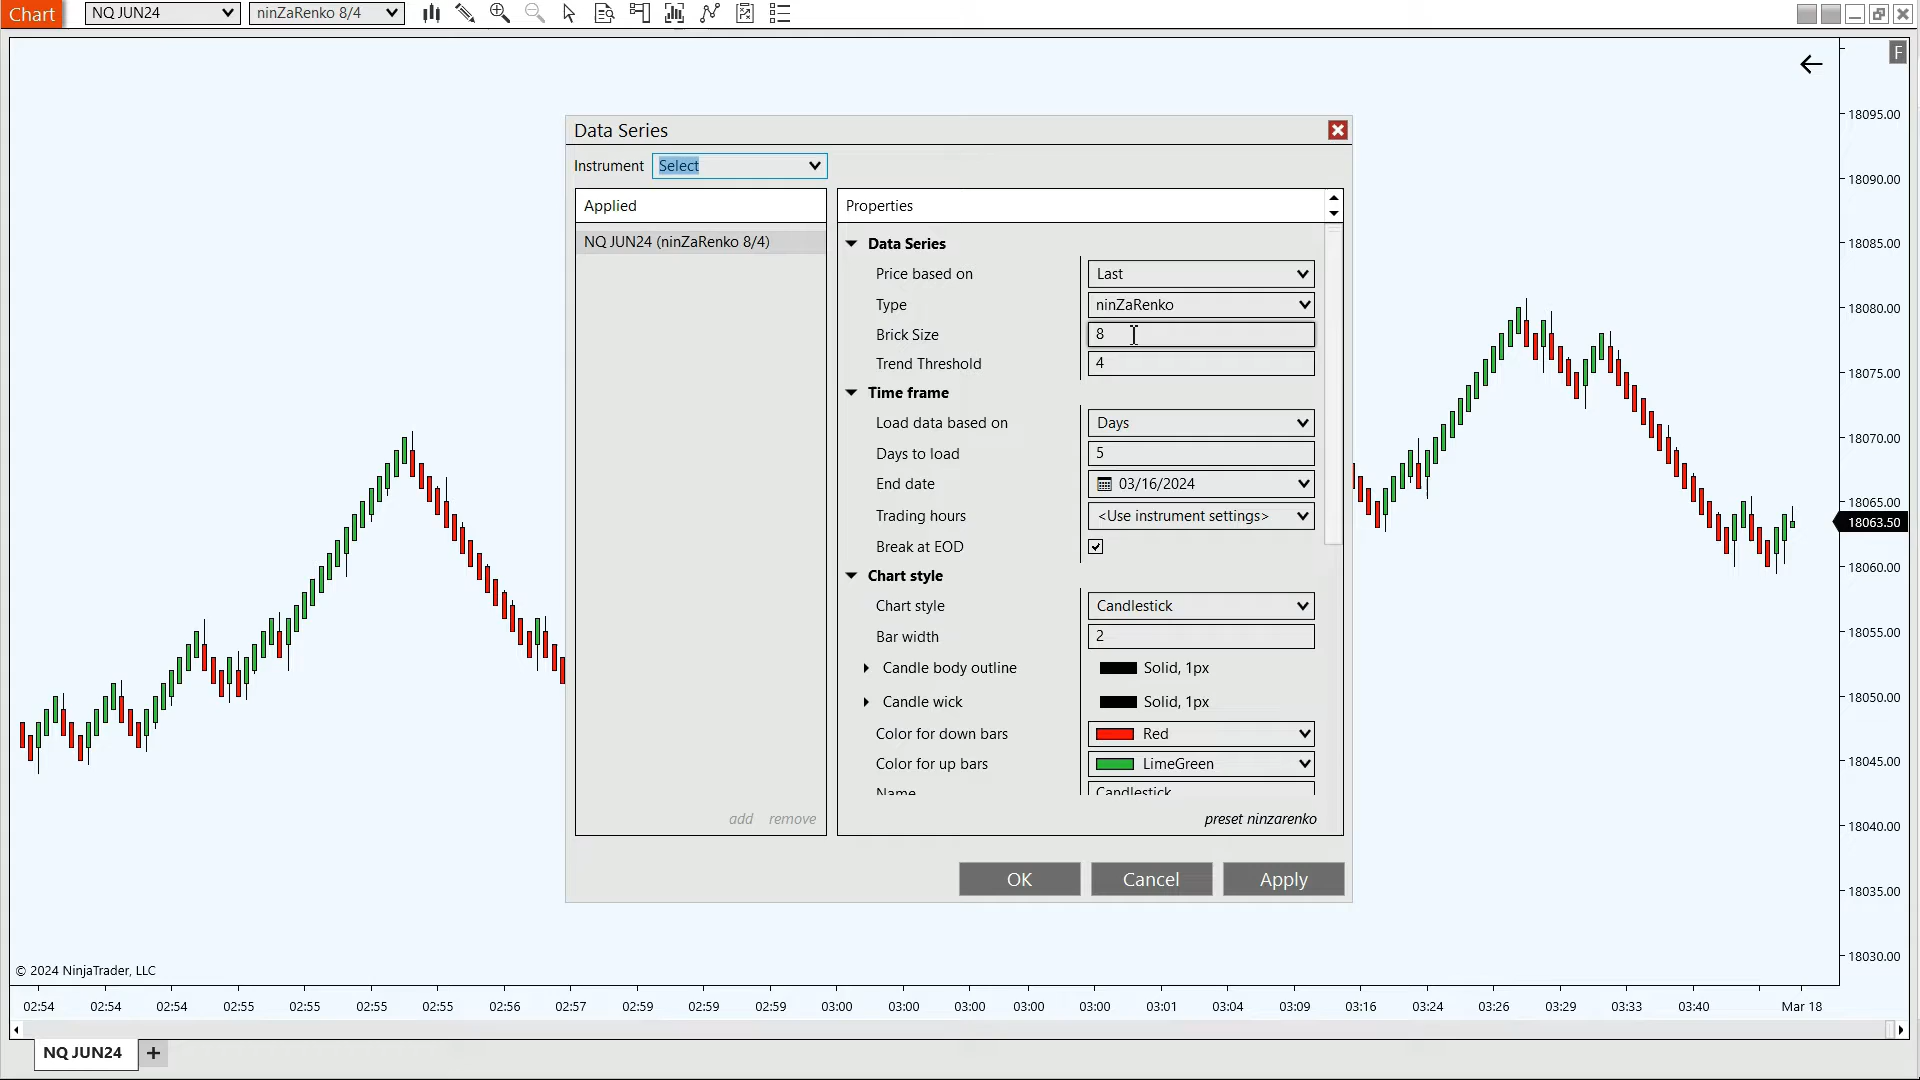 Chart NQ JUN24 ninZaRenko 8/4
F
Data Series
Instrument Select
Applied
NQ JUN24 (ninZaRenko 8/4)
add remove
Properties
Data Series
Price based on Last
Type ninZaRenko
Brick Size 8
Trend Threshold 4
Time frame
Load data based on Days
Days to load 5
End date 03/16/2024
Trading hours <Use instrument settings>
Break at EOD
Chart style
Chart style Candlestick
Bar width 2
Candle body outline Solid, 1px
Candle wick Solid, 1px
Color for down bars Red
Color for up bars LimeGreen
Name Candlestick
preset ninzarenko
OK Cancel Apply
18095.00
18090.00
18085.00
18080.00
18075.00
18070.00
18065.00
18063.50
18060.00
18055.00
18050.00
18045.00
18040.00
18035.00
18030.00
© 2024 NinjaTrader, LLC
02:54 02:54 02:54 02:55 02:55 02:55 02:55 02:56 02:57 02:59 02:59 02:59 03:00 03:00 03:00 03:00 03:00 03:01 03:04 03:09 03:16 03:24 03:26 03:29 03:33 03:40 Mar 18
NQ JUN24 +